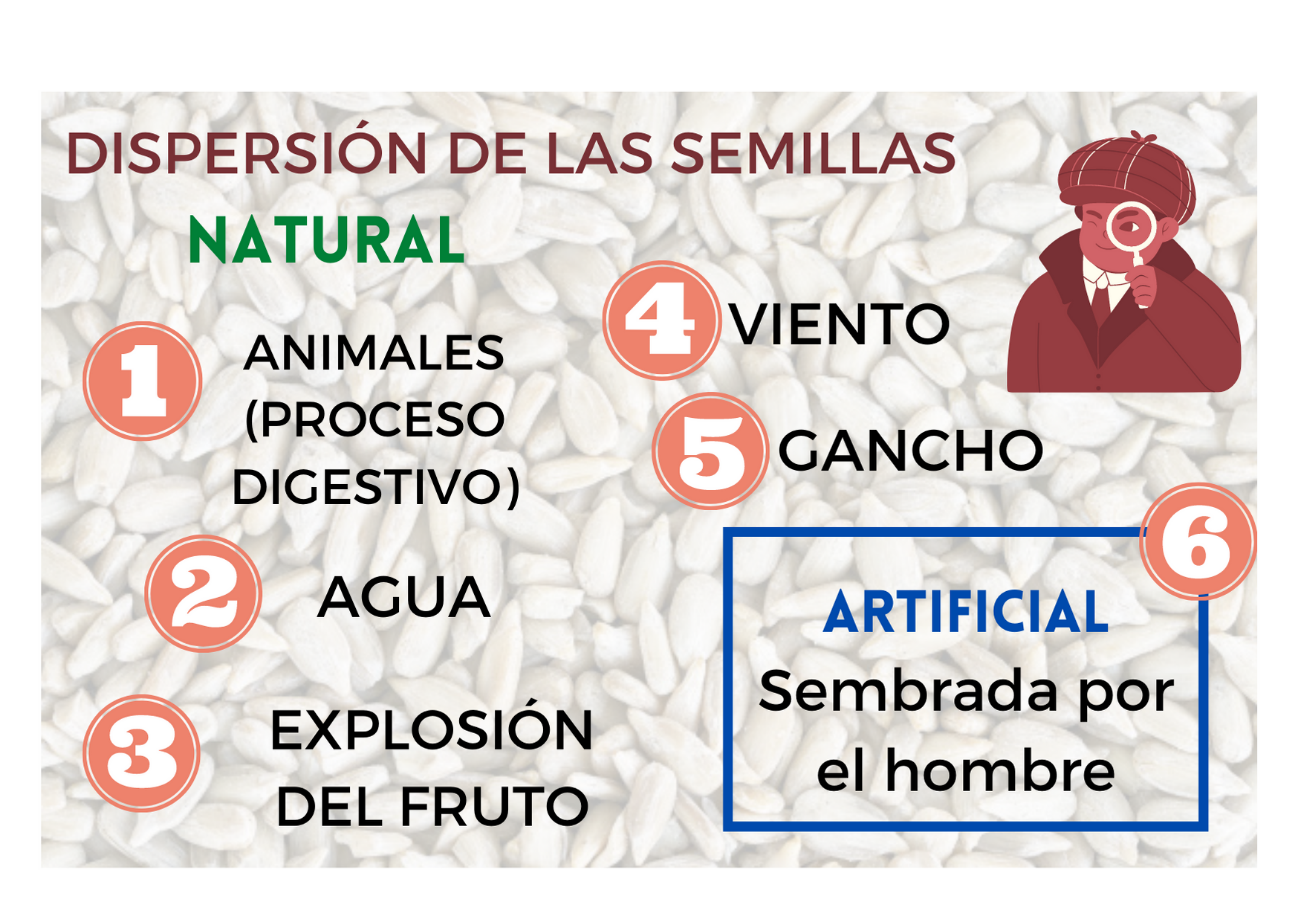 DISPERSIÓN DE LAS SEMILLAS
NATURAL
1
ANIMALES
(PROCESO
DIGESTIVO)
2
AGUA
3
EXPLOSIÓN
DEL FRUTO
4
VIENTO
5
GANCHO
6
ARTIFICIAL
Sembrada por
el hombre